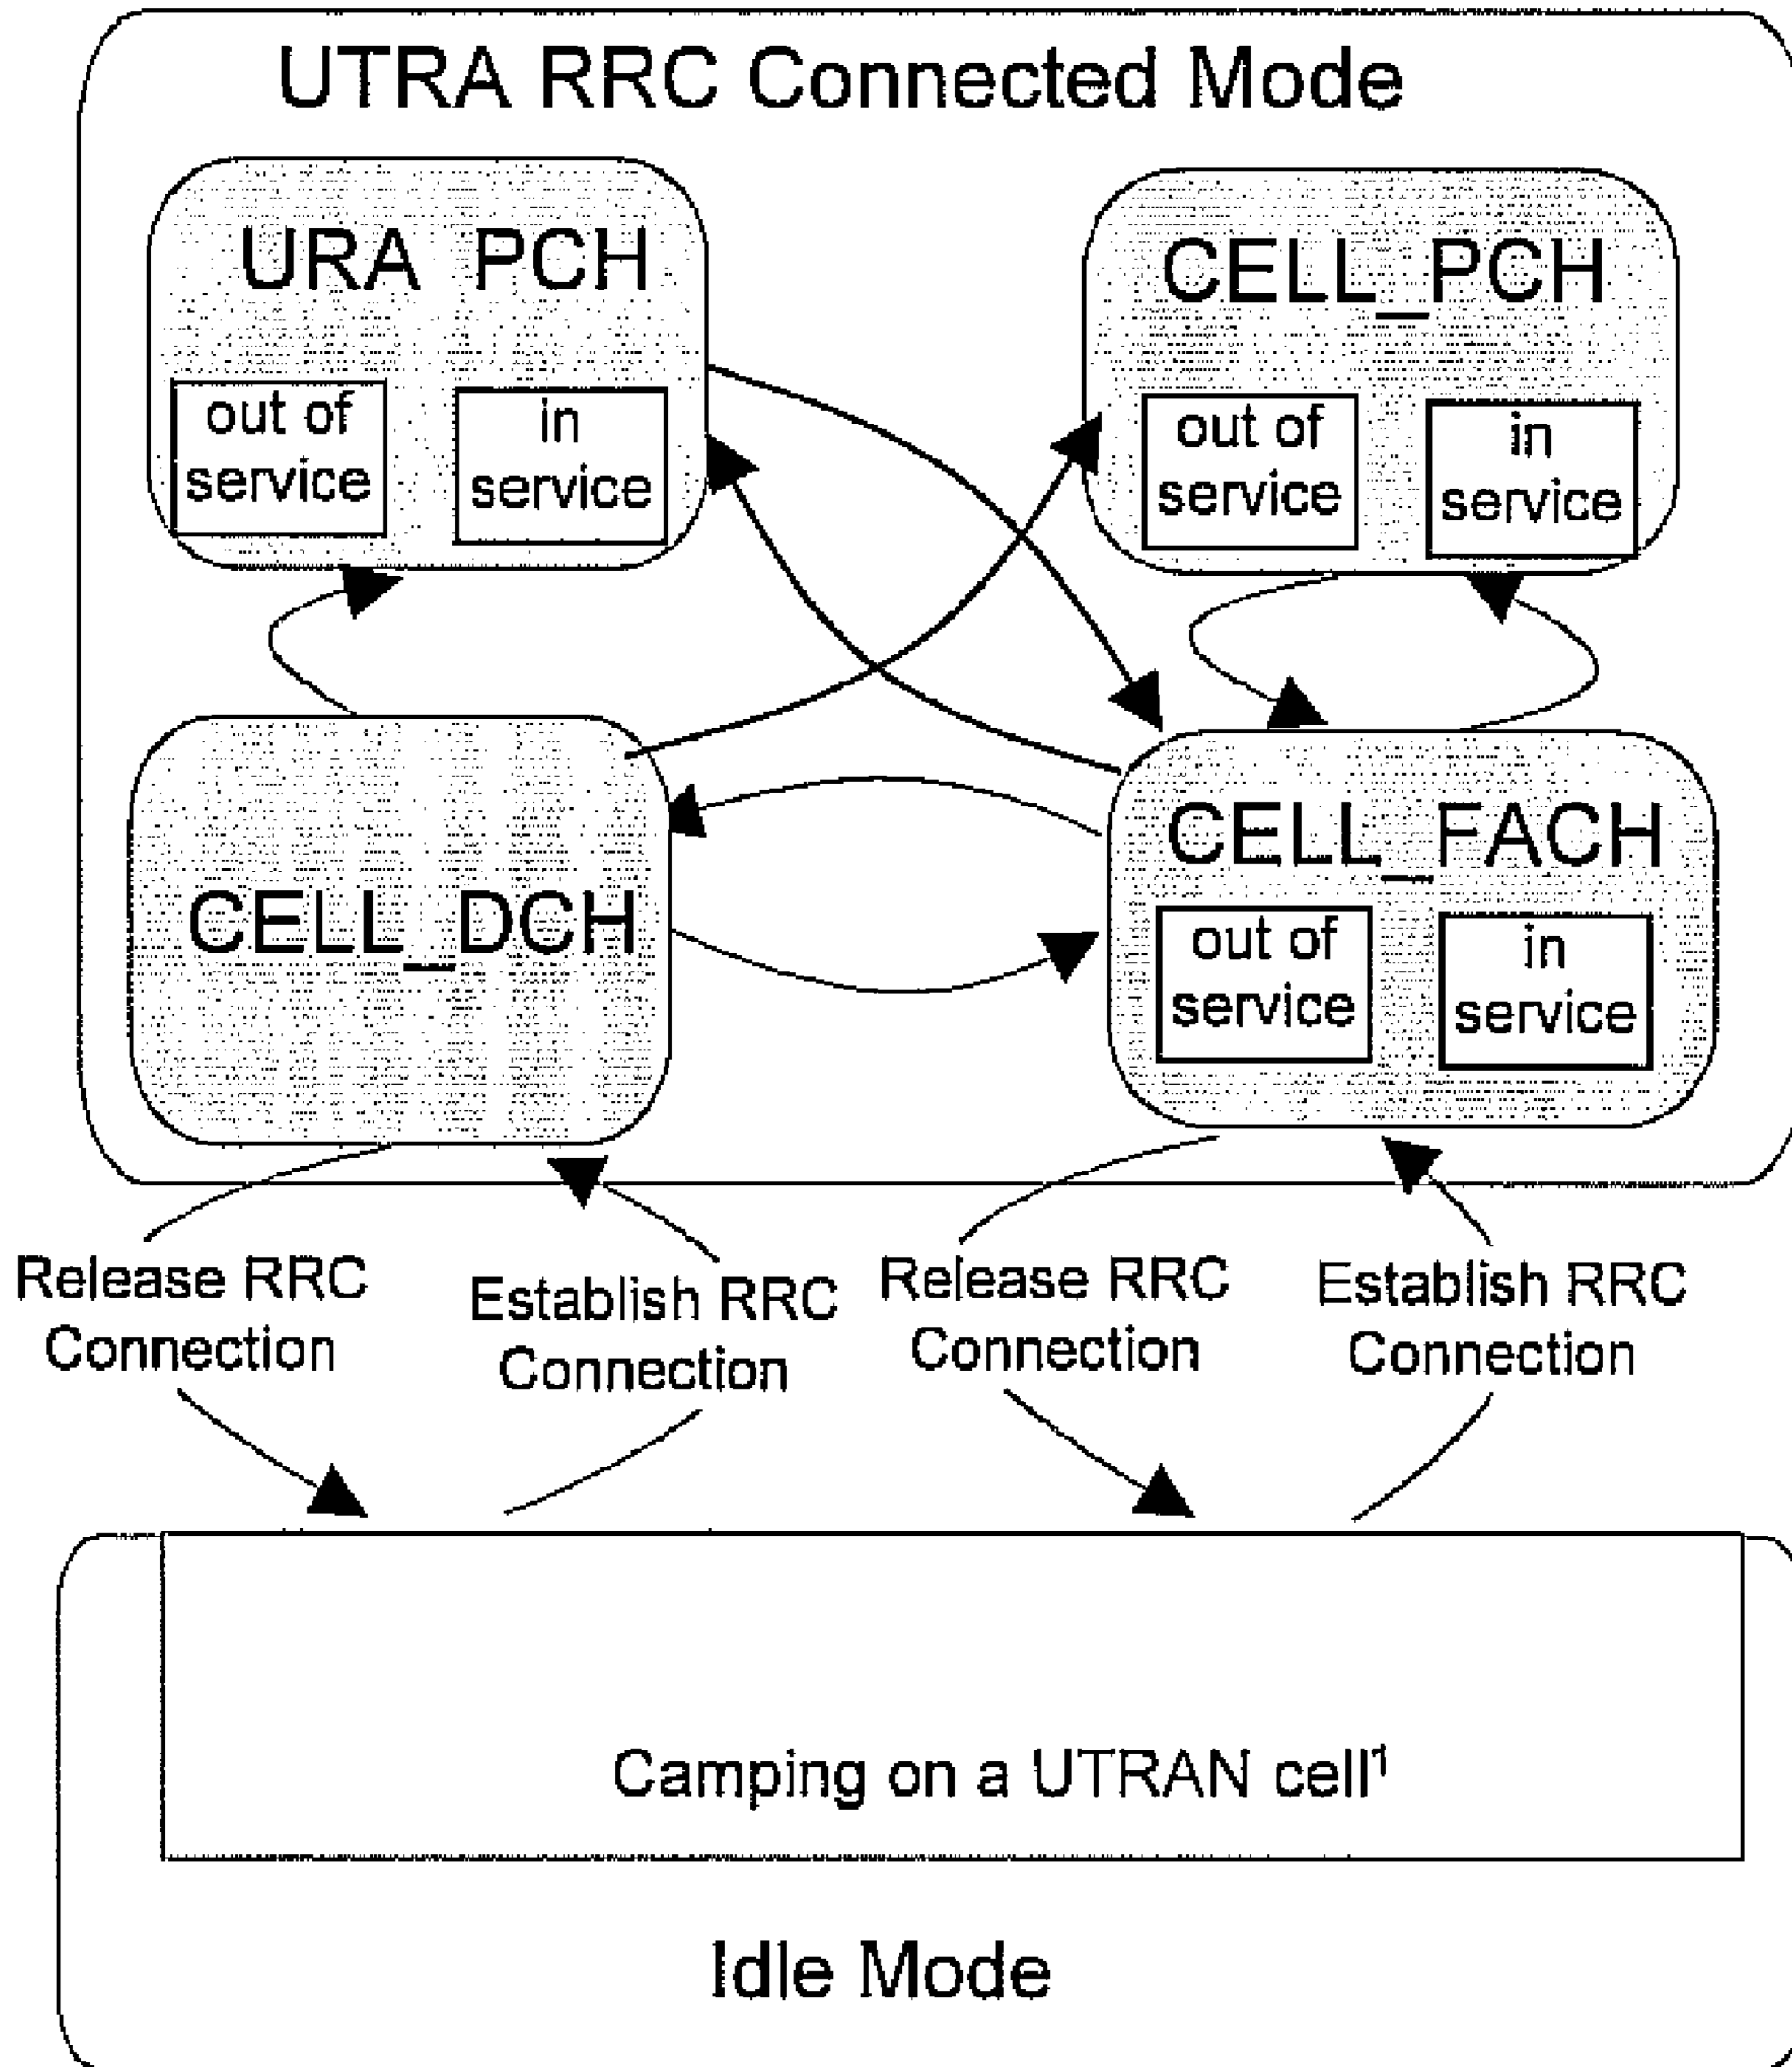 UTRA RRC Connected Mode
URA PCH
out of
service
in
service
CELL_PCH
out of
service
in
service
CELL_DCH
CELL_FACH
out of
service
in
service
Release RRC
Connection
Establish RRC
Connection
Release RRC
Connection
Establish RRC
Connection
Camping on a UTRAN cell¹
Idle Mode